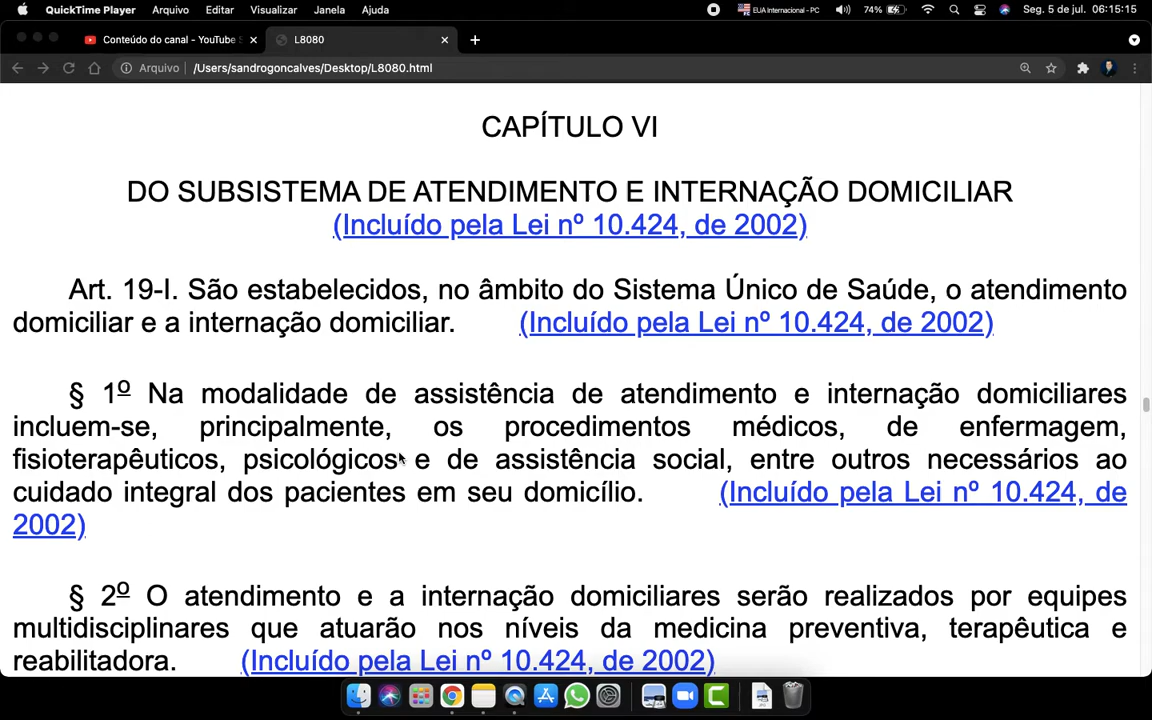 QuickTime Player Arquivo Editar Visualizar Janela Ajuda EUA Internacional - PC 74% Seg. 5 de jul. 06:15:15
Conteúdo do canal - YouTube L8080
Arquivo /Users/sandrogoncalves/Desktop/L8080.html
CAPÍTULO VI
DO SUBSISTEMA DE ATENDIMENTO E INTERNAÇÃO DOMICILIAR
(Incluído pela Lei nº 10.424, de 2002)
Art. 19-I. São estabelecidos, no âmbito do Sistema Único de Saúde, o atendimento
domiciliar e a internação domiciliar. (Incluído pela Lei nº 10.424, de 2002)
§ 1º Na modalidade de assistência de atendimento e internação domiciliares
incluem-se, principalmente, os procedimentos médicos, de enfermagem,
fisioterapêuticos, psicológicos e de assistência social, entre outros necessários ao
cuidado integral dos pacientes em seu domicílio. (Incluído pela Lei nº 10.424, de
2002)
§ 2º O atendimento e a internação domiciliares serão realizados por equipes
multidisciplinares que atuarão nos níveis da medicina preventiva, terapêutica e
reabilitadora. (Incluído pela Lei nº 10.424, de 2002)